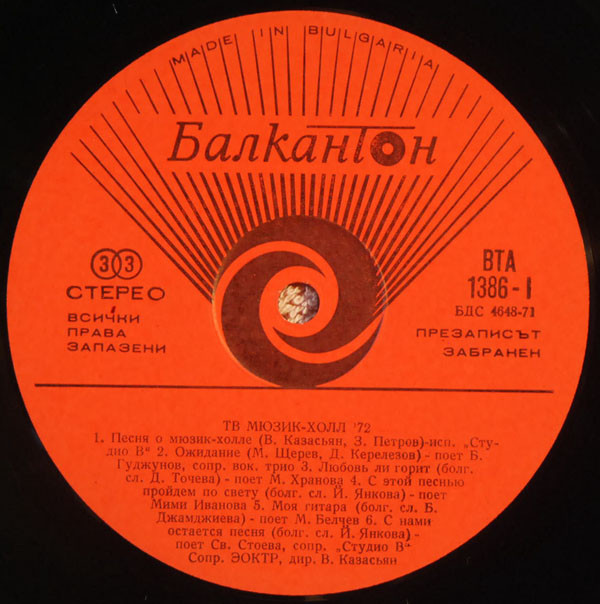 MADE IN BULGARIA
Балкантон
33
СТЕРЕО
ВСИЧКИ
ПРАВА
ЗАПАЗЕНИ
ВТА
1386-I
БДС 4648-71
ПРЕЗАПИСЪТ
ЗАБРАНЕН
ТВ МЮЗИК-ХОЛЛ '72
1. Песня о мюзик-холле (В. Казасьян, З. Петров)-исп. „Сту-
дио В" 2. Ожидание (М. Щерев, Д. Керелезов) - поет Б.
Гуджунов, сопр. вок. трио 3. Любовь ли горит (болг.
сл. Д. Точева) - поет М. Хранова 4. С этой песнью
пройдем по свету (болг. сл. Й. Янкова) - поет
Мими Иванова 5. Моя гитара (болг. сл. Б.
Джамджиева) - поет М. Белчев 6. С нами
остается песня (болг. сл. Й. Янкова) -
поет Св. Стоева, сопр. „Студио В"
Сопр. ЭОКТР, дир. В. Казасьян